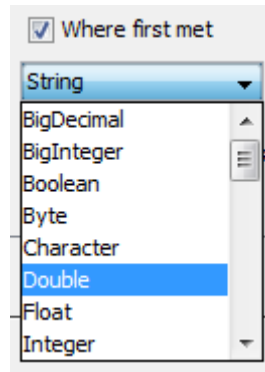 Where first met
String
BigDecimal
BigInteger
Boolean
Byte
Character
Double
Float
Integer